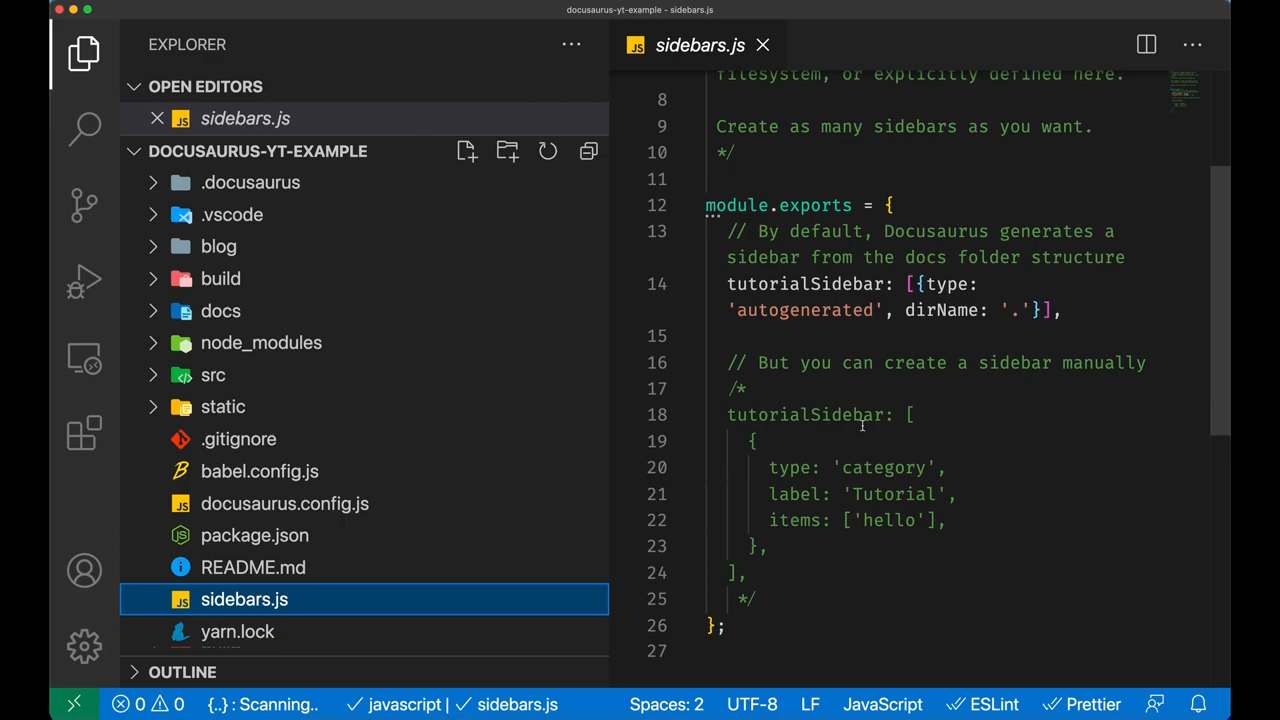 docusaurus-yt-example - sidebars.js
EXPLORER
OPEN EDITORS
sidebars.js
DOCUSAURUS-YT-EXAMPLE
.docusaurus
.vscode
blog
build
docs
node_modules
src
static
.gitignore
babel.config.js
docusaurus.config.js
package.json
README.md
sidebars.js
yarn.lock
OUTLINE
sidebars.js
filesystem, or explicitly defined here.
8
9 Create as many sidebars as you want.
10 */
11
12 module.exports = {
13 // By default, Docusaurus generates a
sidebar from the docs folder structure
14 tutorialSidebar: [{type:
'autogenerated', dirName: '.'}],
15
16 // But you can create a sidebar manually
17 /*
18 tutorialSidebar: [
19 {
20 type: 'category',
21 label: 'Tutorial',
22 items: ['hello'],
23 },
24 ],
25 */
26 };
27
0 0 {..} : Scanning.. javascript | sidebars.js Spaces: 2 UTF-8 LF JavaScript ESLint Prettier